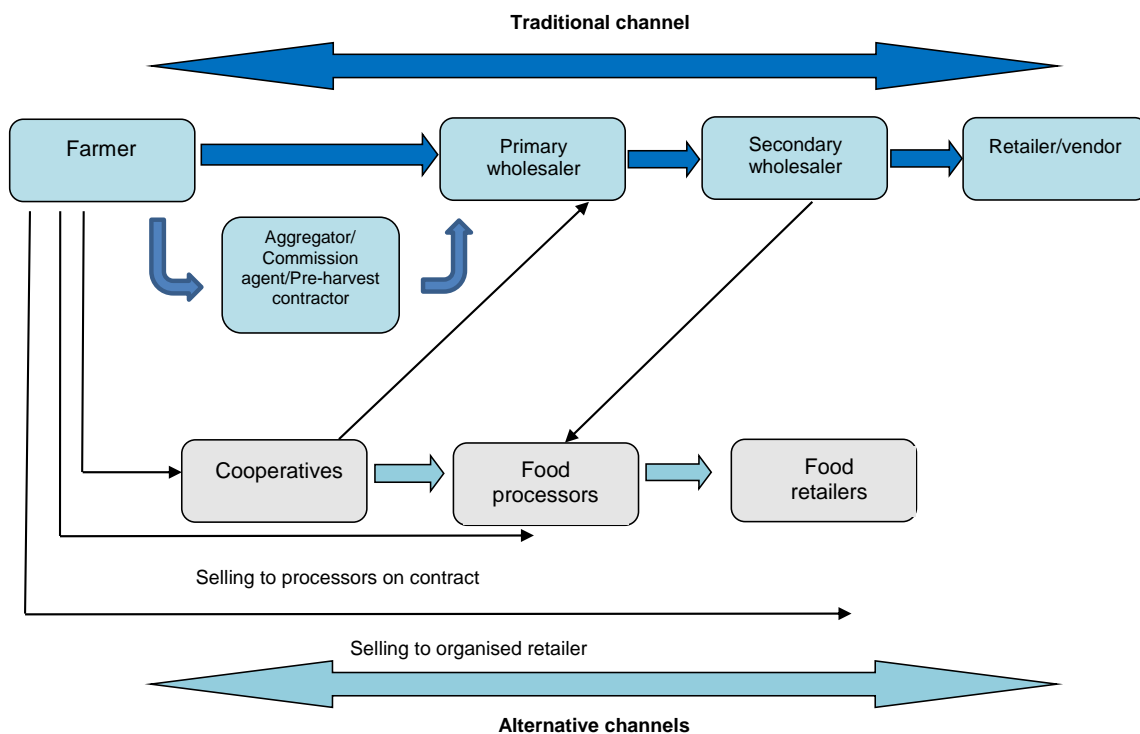 Traditional channel
Farmer
Primary
wholesaler
Secondary
wholesaler
Retailer/vendor
Aggregator/
Commission
agent/Pre-harvest
contractor
Cooperatives
Food
processors
Food
retailers
Selling to processors on contract
Selling to organised retailer
Alternative channels